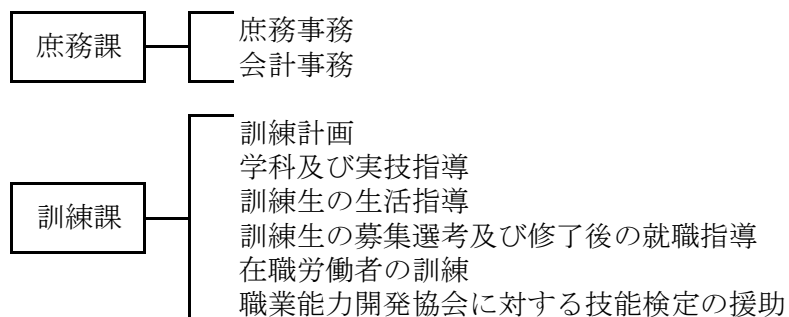 庶務課
庶務事務
会計事務
訓練課
訓練計画
学科及び実技指導
訓練生の生活指導
訓練生の募集選考及び修了後の就職指導
在職労働者の訓練
職業能力開発協会に対する技能検定の援助